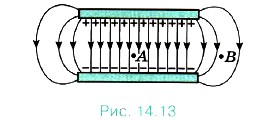 + + + + + + + + + + + +
•A •B
− − − − − − − − − −
Рис. 14.13